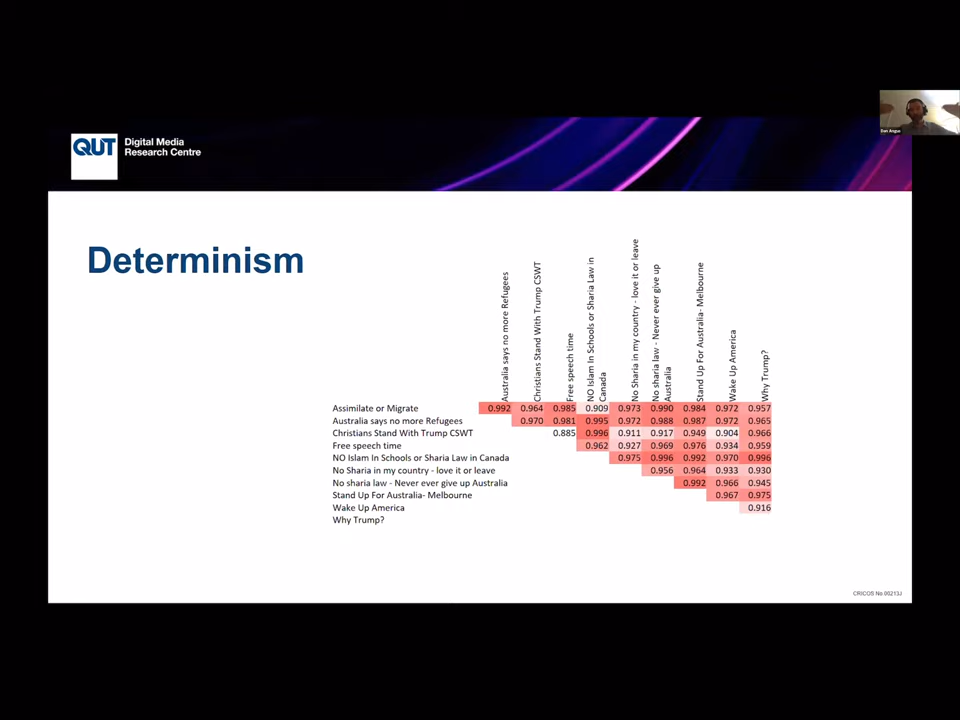 QUT
Digital Media
Research Centre
Dan Angus
Determinism
Australia says no more Refugees
Christians Stand With Trump CSWT
Free speech time
NO Islam In Schools or Sharia Law in
Canada
No Sharia in my country - love it or leave
No sharia law - Never ever give up
Australia
Stand Up For Australia- Melbourne
Wake Up America
Why Trump?
Assimilate or Migrate 0.992 0.964 0.985 0.909 0.973 0.990 0.984 0.972 0.957
Australia says no more Refugees 0.970 0.981 0.995 0.972 0.988 0.987 0.972 0.965
Christians Stand With Trump CSWT 0.885 0.996 0.911 0.917 0.949 0.904 0.966
Free speech time 0.962 0.927 0.969 0.976 0.934 0.959
NO Islam In Schools or Sharia Law in Canada 0.975 0.996 0.992 0.970 0.996
No Sharia in my country - love it or leave 0.956 0.964 0.933 0.930
No sharia law - Never ever give up Australia 0.992 0.966 0.945
Stand Up For Australia- Melbourne 0.967 0.975
Wake Up America 0.916
Why Trump?
CRICOS No.00213J